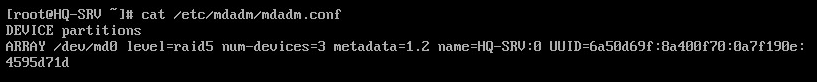 [root@HQ-SRV ~]# cat /etc/mdadm/mdadm.conf
DEVICE partitions
ARRAY /dev/md0 level=raid5 num-devices=3 metadata=1.2 name=HQ-SRV:0 UUID=6a50d69f:8a400f70:0a7f190e:
4595d71d